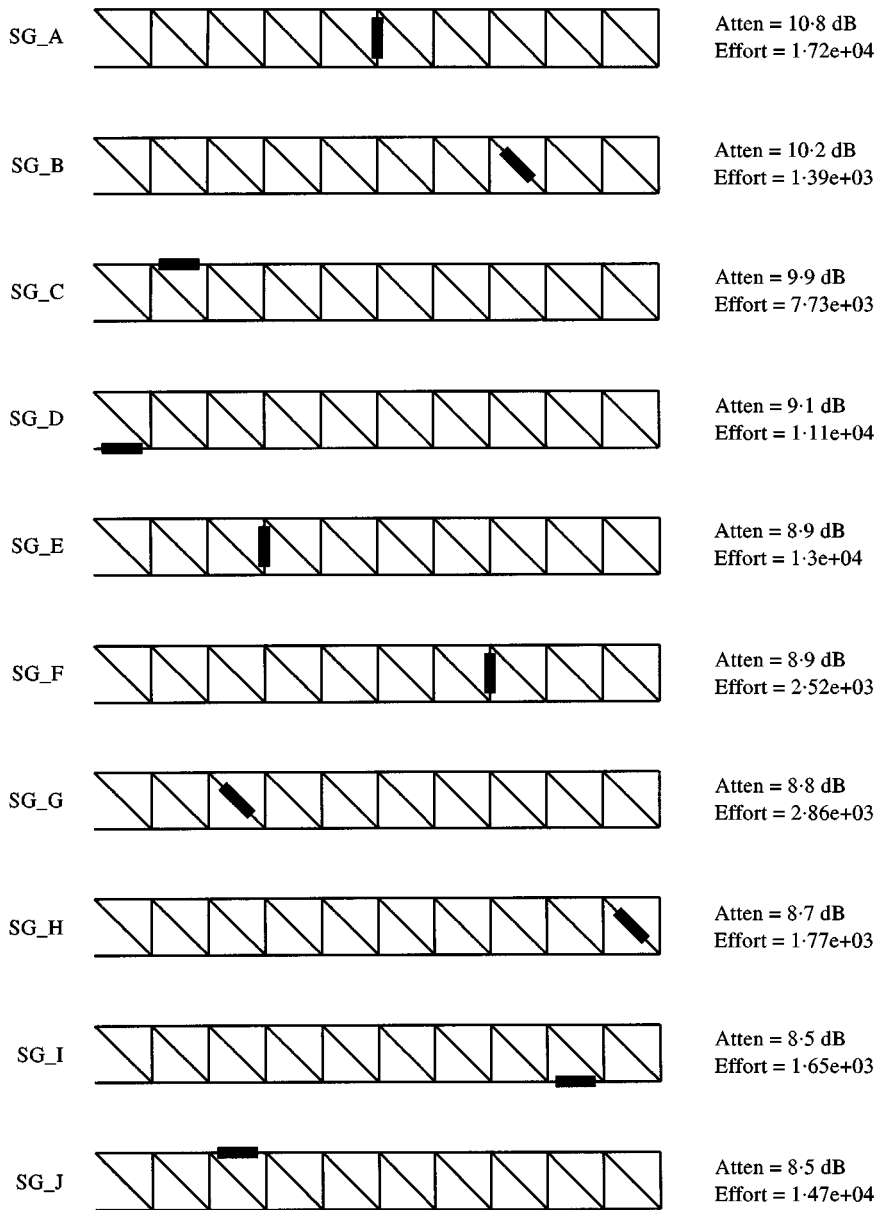 SG_A
Atten = 10·8 dB
Effort = 1·72e+04
SG_B
Atten = 10·2 dB
Effort = 1·39e+03
SG_C
Atten = 9·9 dB
Effort = 7·73e+03
SG_D
Atten = 9·1 dB
Effort = 1·11e+04
SG_E
Atten = 8·9 dB
Effort = 1·3e+04
SG_F
Atten = 8·9 dB
Effort = 2·52e+03
SG_G
Atten = 8·8 dB
Effort = 2·86e+03
SG_H
Atten = 8·7 dB
Effort = 1·77e+03
SG_I
Atten = 8·5 dB
Effort = 1·65e+03
SG_J
Atten = 8·5 dB
Effort = 1·47e+04